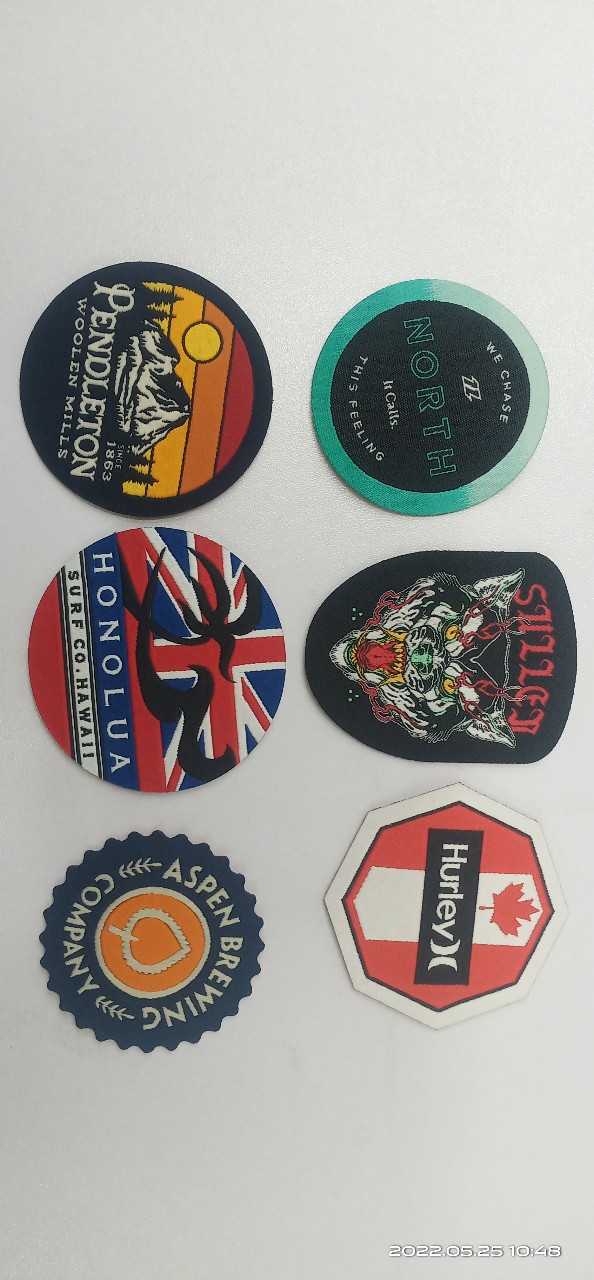 WE CHASE
NORTH
It Calls.
THIS FEELING
SULLEN
Hurley
PENDLETON
SINCE
1863
WOOLEN MILLS
HONOLUA
SURF CO. HAWAII
ASPEN BREWING
COMPANY
2022.05.25 10:48